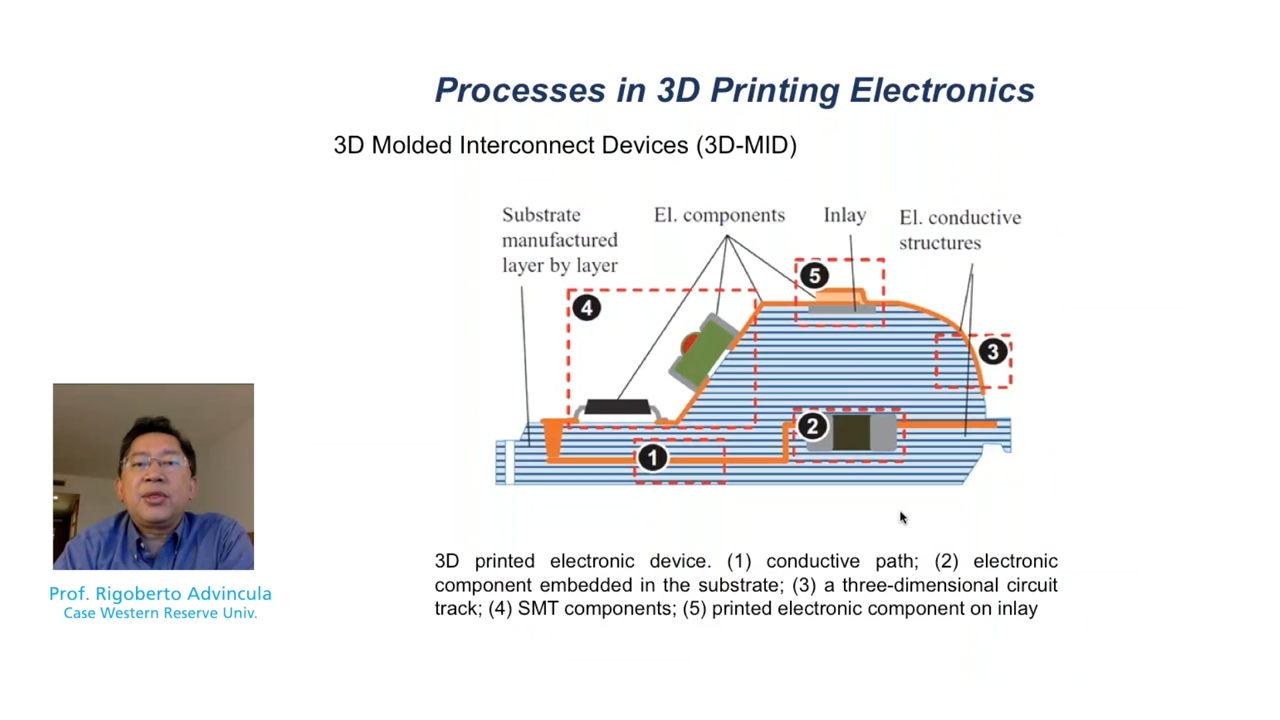 Processes in 3D Printing Electronics
3D Molded Interconnect Devices (3D-MID)
Substrate
manufactured
layer by layer
El. components
Inlay
El. conductive
structures
5
4
3
2
1
3D printed electronic device. (1) conductive path; (2) electronic
component embedded in the substrate; (3) a three-dimensional circuit
track; (4) SMT components; (5) printed electronic component on inlay
Prof. Rigoberto Advincula
Case Western Reserve Univ.